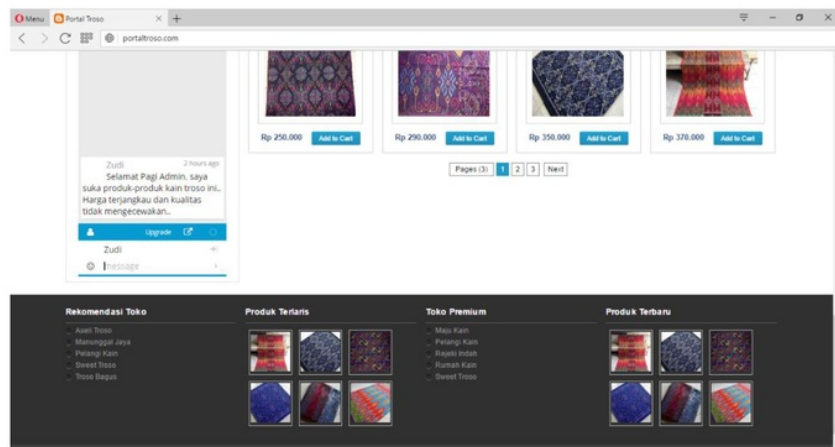 Menu
Portal Troso
portaltroso.com
Rp 250.000 Add to Cart
Rp 290.000 Add to Cart
Rp 350.000 Add to Cart
Rp 370.000 Add to Cart
Zudi 2 hours ago
Selamat Pagi Admin, saya
suka produk-produk kain troso ini..
Harga terjangkau dan kualitas
tidak mengecewakan..
Upgrade
Zudi
message
Pages (3) 1 2 3 Next
Rekomendasi Toko
Aseli Troso
Manunggal Jaya
Pelangi Kain
Sweet Troso
Troso Bagus
Produk Terlaris
Toko Premium
Maju Kain
Pelangi Kain
Rejeki Indah
Rumah Kain
Sweet Troso
Produk Terbaru